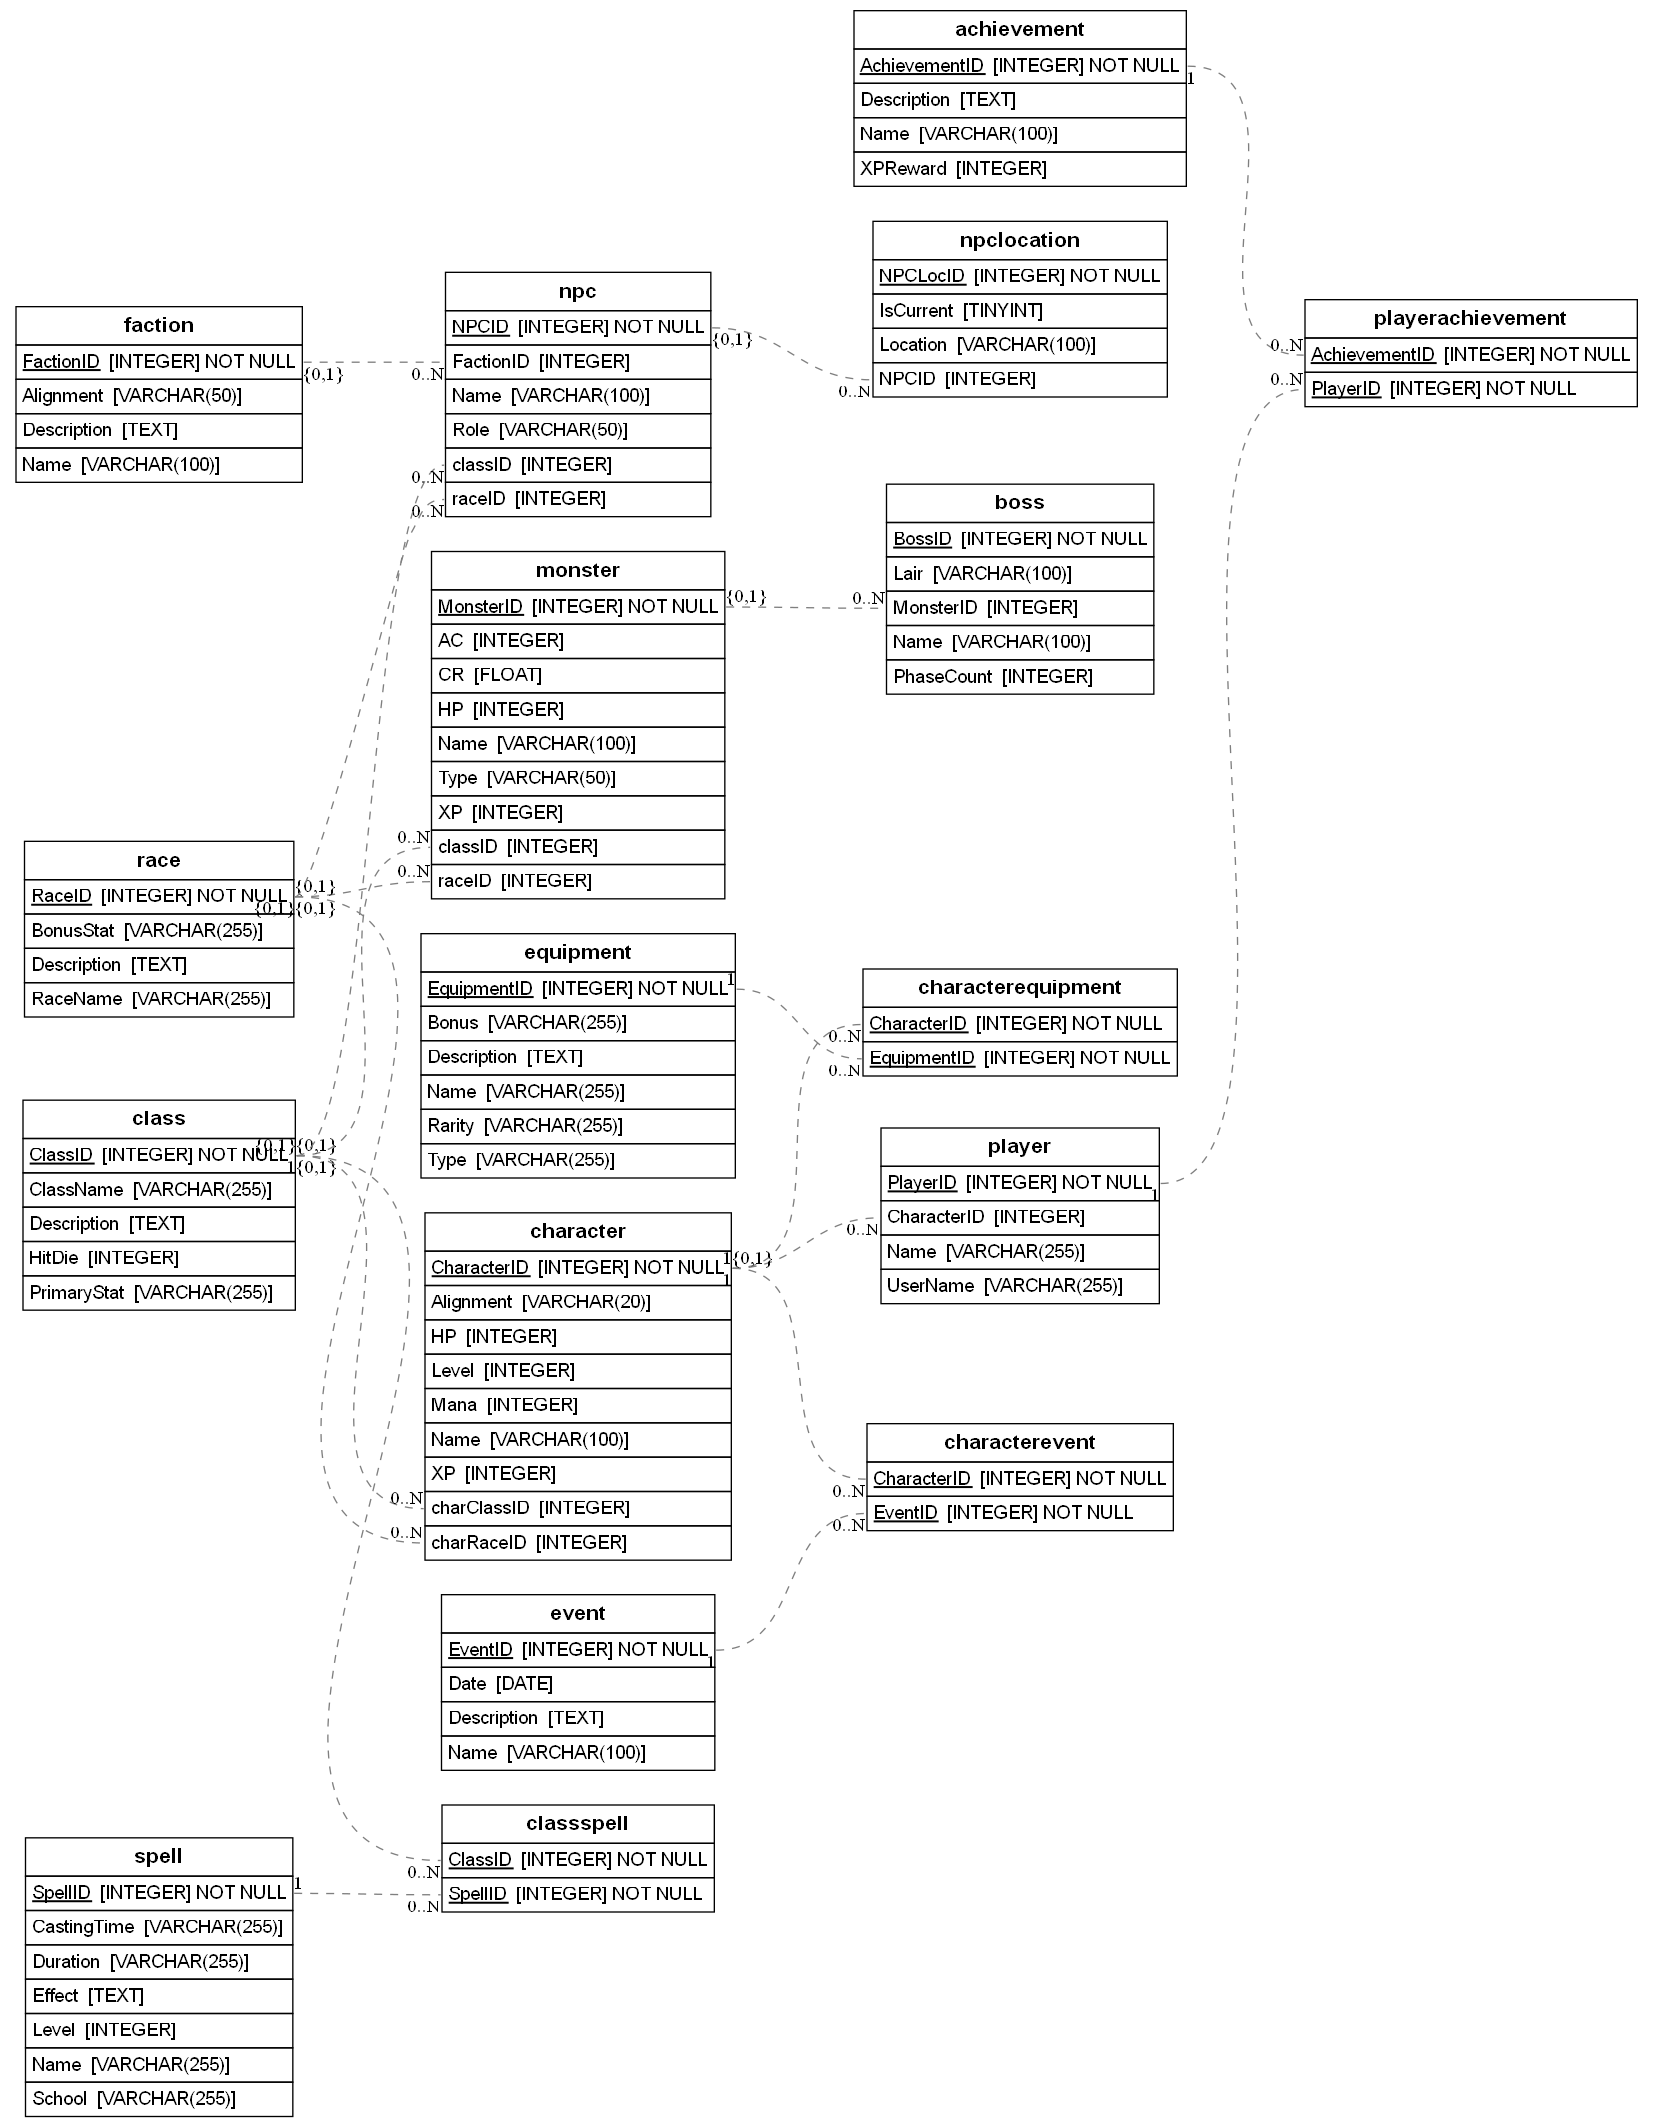 achievement
AchievementID [INTEGER] NOT NULL
1
Description [TEXT]
Name [VARCHAR(100)]
XPReward [INTEGER]
npclocation
NPCLocID [INTEGER] NOT NULL
IsCurrent [TINYINT]
Location [VARCHAR(100)]
NPCID [INTEGER]
0..N
npc
NPCID [INTEGER] NOT NULL
{0,1}
FactionID [INTEGER]
0..N
Name [VARCHAR(100)]
Role [VARCHAR(50)]
classID [INTEGER]
0..N
raceID [INTEGER]
0..N
faction
FactionID [INTEGER] NOT NULL
{0,1}
Alignment [VARCHAR(50)]
Description [TEXT]
Name [VARCHAR(100)]
playerachievement
0..N
AchievementID [INTEGER] NOT NULL
0..N
PlayerID [INTEGER] NOT NULL
boss
BossID [INTEGER] NOT NULL
Lair [VARCHAR(100)]
0..N
MonsterID [INTEGER]
Name [VARCHAR(100)]
PhaseCount [INTEGER]
monster
MonsterID [INTEGER] NOT NULL
{0,1}
AC [INTEGER]
CR [FLOAT]
HP [INTEGER]
Name [VARCHAR(100)]
Type [VARCHAR(50)]
XP [INTEGER]
0..N
classID [INTEGER]
0..N
raceID [INTEGER]
race
RaceID [INTEGER] NOT NULL
{0,1}
{0,1}{0,1}
BonusStat [VARCHAR(255)]
Description [TEXT]
RaceName [VARCHAR(255)]
equipment
1
EquipmentID [INTEGER] NOT NULL
Bonus [VARCHAR(255)]
Description [TEXT]
Name [VARCHAR(255)]
Rarity [VARCHAR(255)]
Type [VARCHAR(255)]
characterequipment
CharacterID [INTEGER] NOT NULL
0..N
EquipmentID [INTEGER] NOT NULL
0..N
class
{0,1}{0,1}
ClassID [INTEGER] NOT NULL
1{0,1}
ClassName [VARCHAR(255)]
Description [TEXT]
HitDie [INTEGER]
PrimaryStat [VARCHAR(255)]
player
PlayerID [INTEGER] NOT NULL
1
CharacterID [INTEGER]
0..N
Name [VARCHAR(255)]
UserName [VARCHAR(255)]
character
1{0,1}
CharacterID [INTEGER] NOT NULL
1
Alignment [VARCHAR(20)]
HP [INTEGER]
Level [INTEGER]
Mana [INTEGER]
Name [VARCHAR(100)]
XP [INTEGER]
0..N
charClassID [INTEGER]
0..N
charRaceID [INTEGER]
characterevent
CharacterID [INTEGER] NOT NULL
0..N
EventID [INTEGER] NOT NULL
0..N
event
EventID [INTEGER] NOT NULL
1
Date [DATE]
Description [TEXT]
Name [VARCHAR(100)]
classspell
ClassID [INTEGER] NOT NULL
0..N
SpellID [INTEGER] NOT NULL
0..N
spell
1
SpellID [INTEGER] NOT NULL
CastingTime [VARCHAR(255)]
Duration [VARCHAR(255)]
Effect [TEXT]
Level [INTEGER]
Name [VARCHAR(255)]
School [VARCHAR(255)]